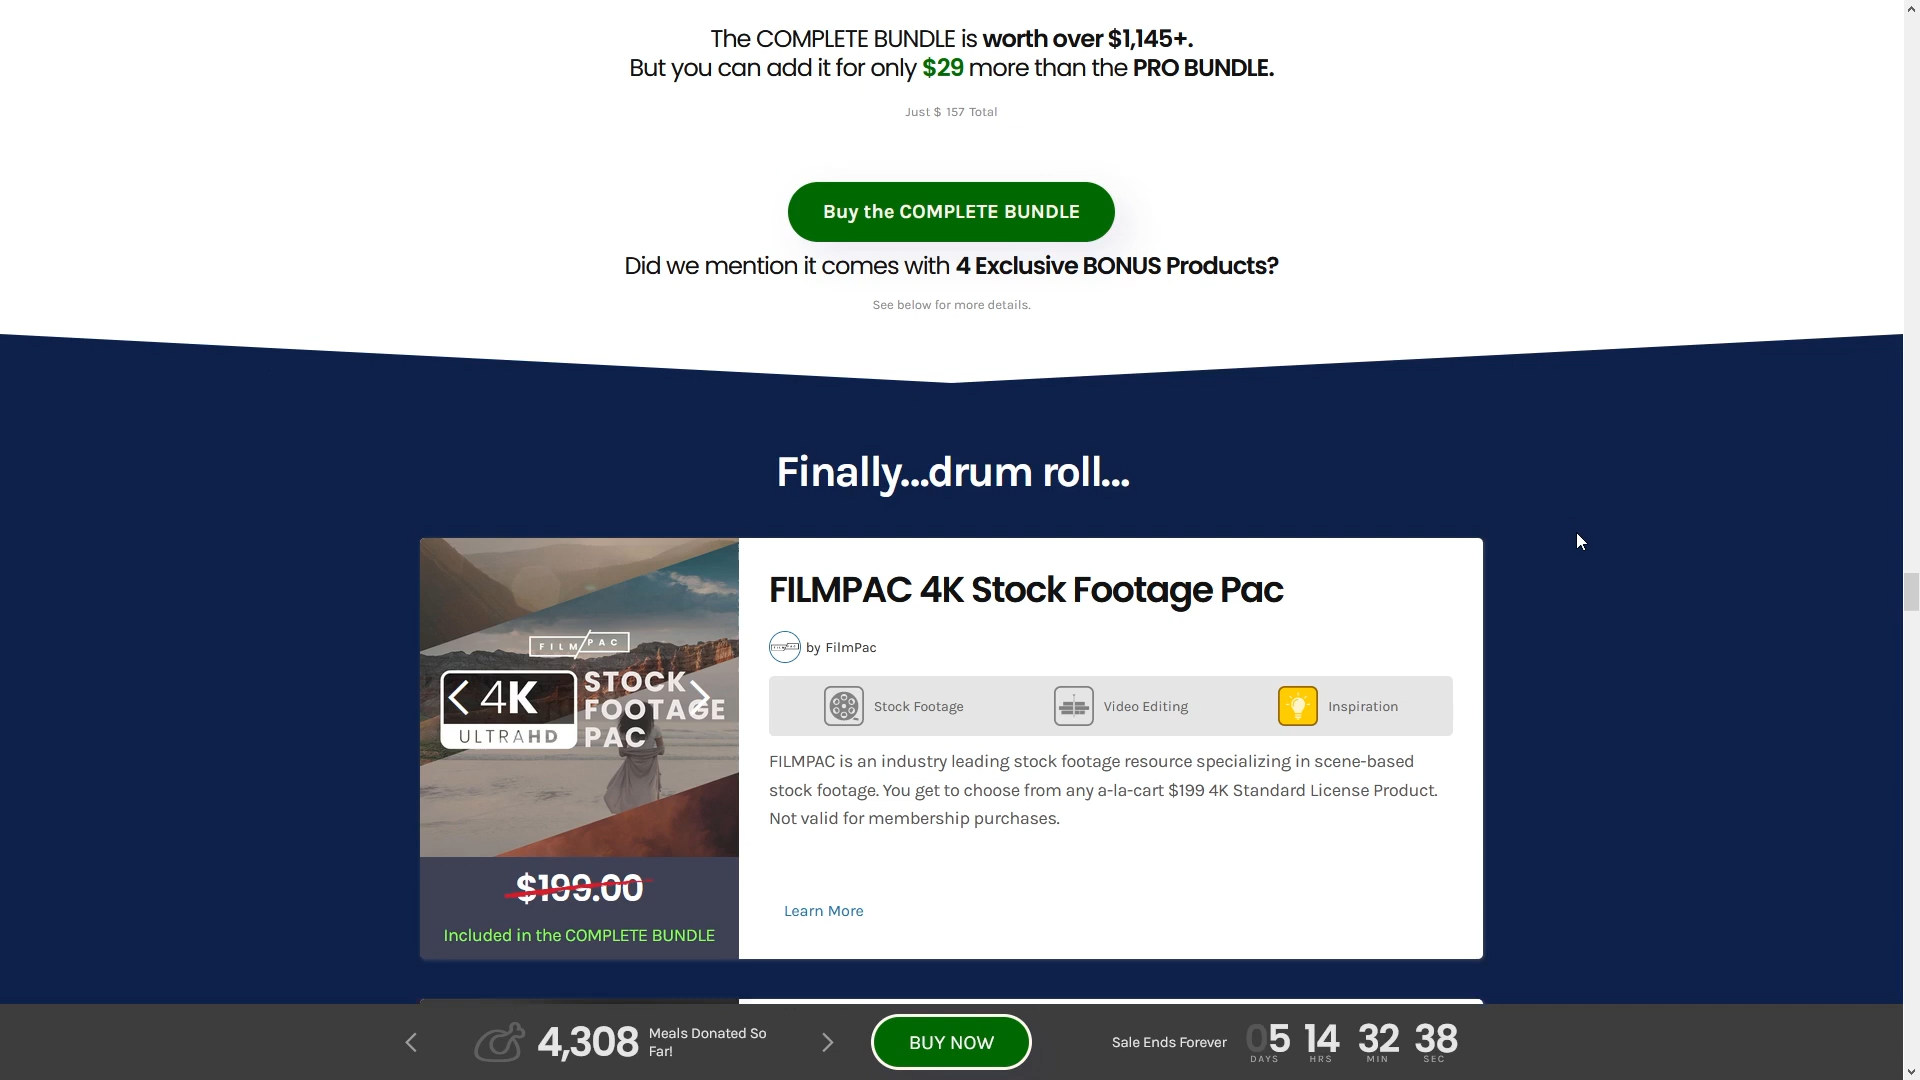 The COMPLETE BUNDLE is worth over $1,145+.
But you can add it for only $29 more than the PRO BUNDLE.
Just $ 157 Total
Buy the COMPLETE BUNDLE
Did we mention it comes with 4 Exclusive BONUS Products?
See below for more details.
Finally...drum roll...
FILMPAC
4K
ULTRAHD
STOCK
FOOTAGE
PAC
$199.00
Included in the COMPLETE BUNDLE
FILMPAC 4K Stock Footage Pac
by FilmPac
Stock Footage
Video Editing
Inspiration
FILMPAC is an industry leading stock footage resource specializing in scene-based
stock footage. You get to choose from any a-la-cart $199 4K Standard License Product.
Not valid for membership purchases.
Learn More
4,308
Meals Donated So
Far!
BUY NOW
Sale Ends Forever
05 14 32 38
DAYS HRS MIN SEC